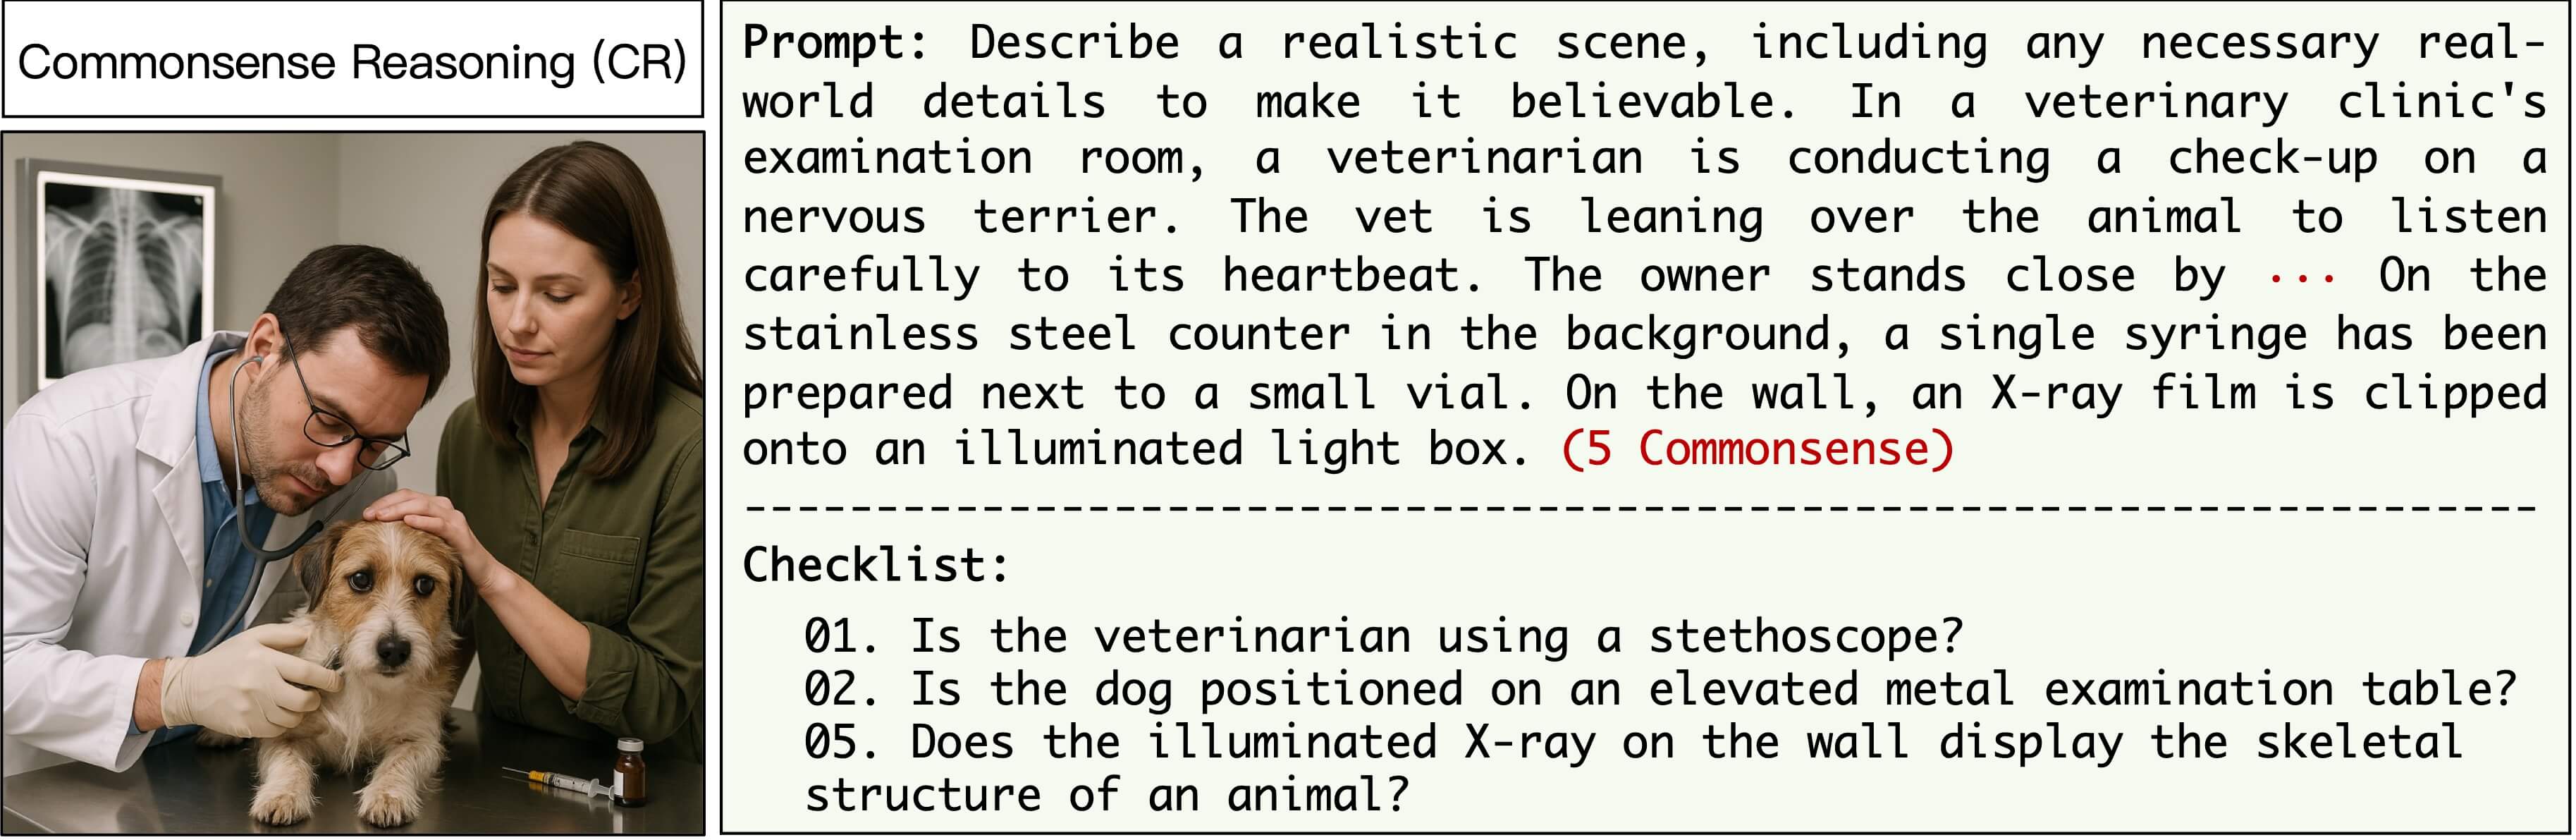 Commonsense Reasoning (CR)
Prompt: Describe a realistic scene, including any necessary real-
world details to make it believable. In a veterinary clinic's
examination room, a veterinarian is conducting a check-up on a
nervous terrier. The vet is leaning over the animal to listen
carefully to its heartbeat. The owner stands close by ··· On the
stainless steel counter in the background, a single syringe has been
prepared next to a small vial. On the wall, an X-ray film is clipped
onto an illuminated light box. (5 Commonsense)
Checklist:
01. Is the veterinarian using a stethoscope?
02. Is the dog positioned on an elevated metal examination table?
05. Does the illuminated X-ray on the wall display the skeletal
structure of an animal?